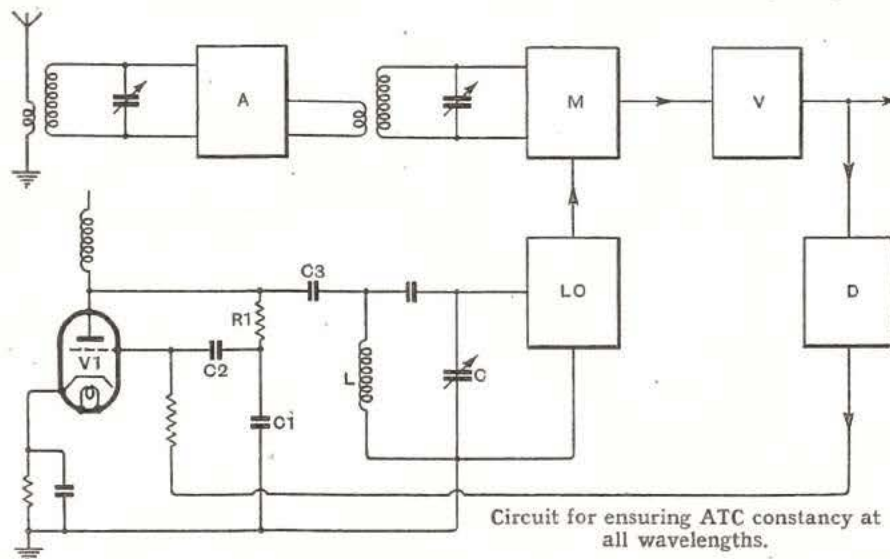 A
M
V
C3
LO
D
R1
V1
C2
L
C
C1
Circuit for ensuring ATC constancy at
all wavelengths.